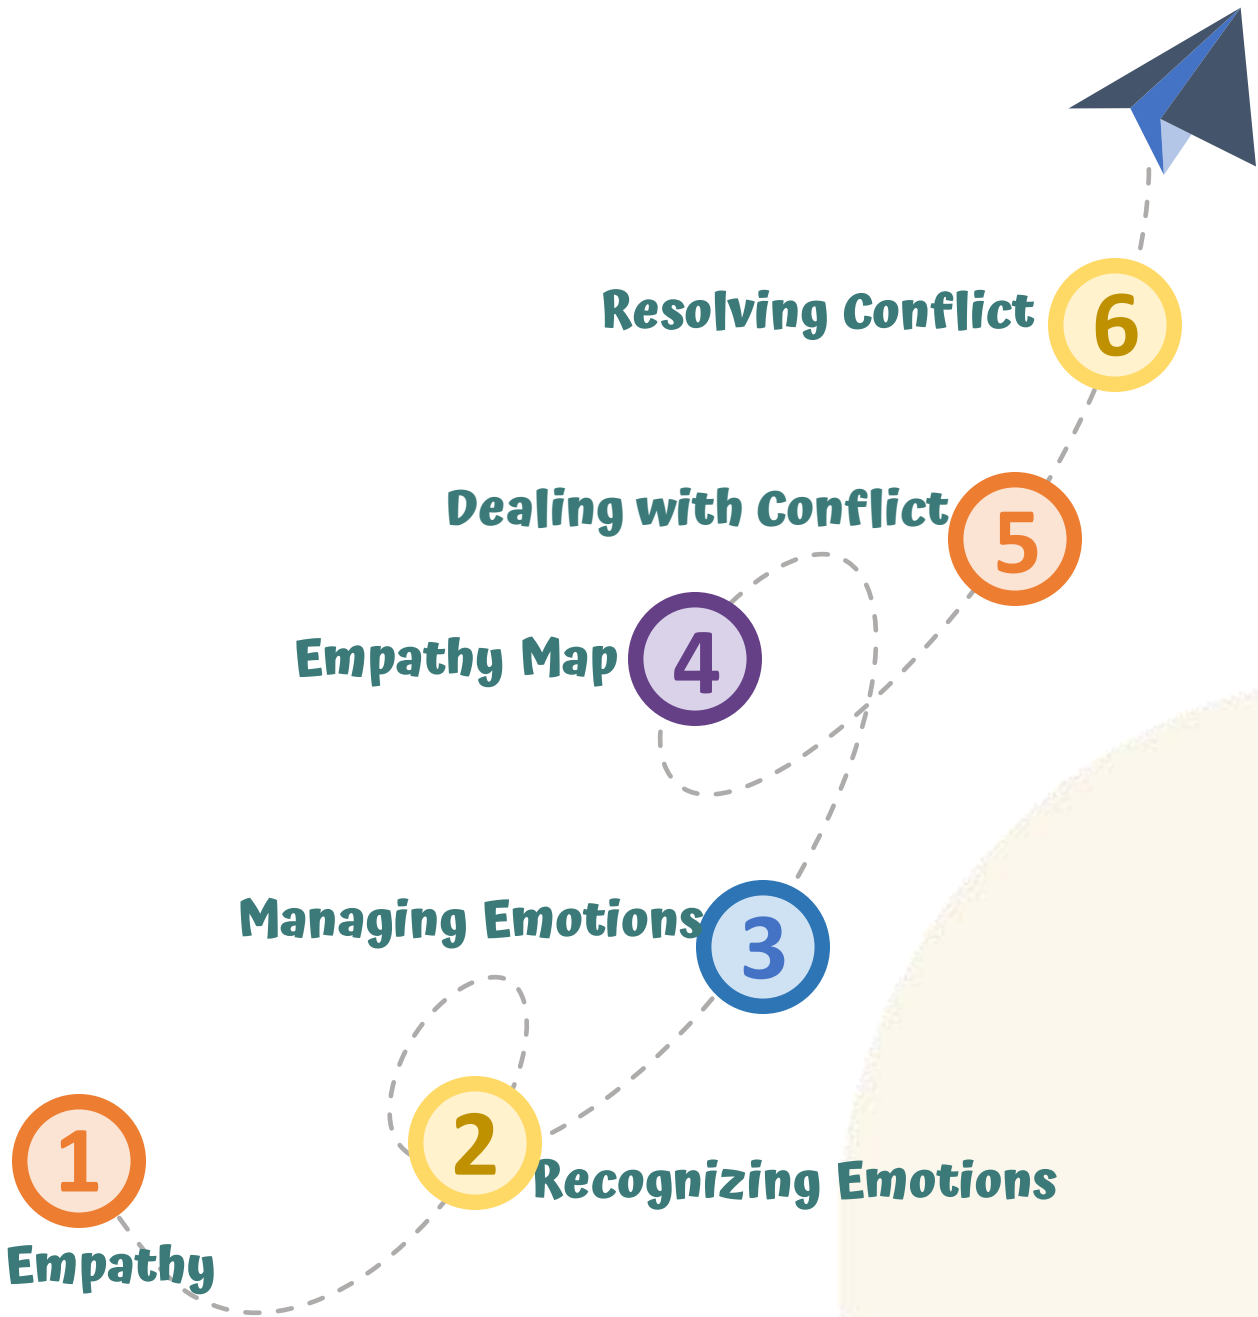 Resolving Conflict
6
Dealing with Conflict
5
Empathy Map
4
Managing Emotions
3
2
Recognizing Emotions
1
Empathy